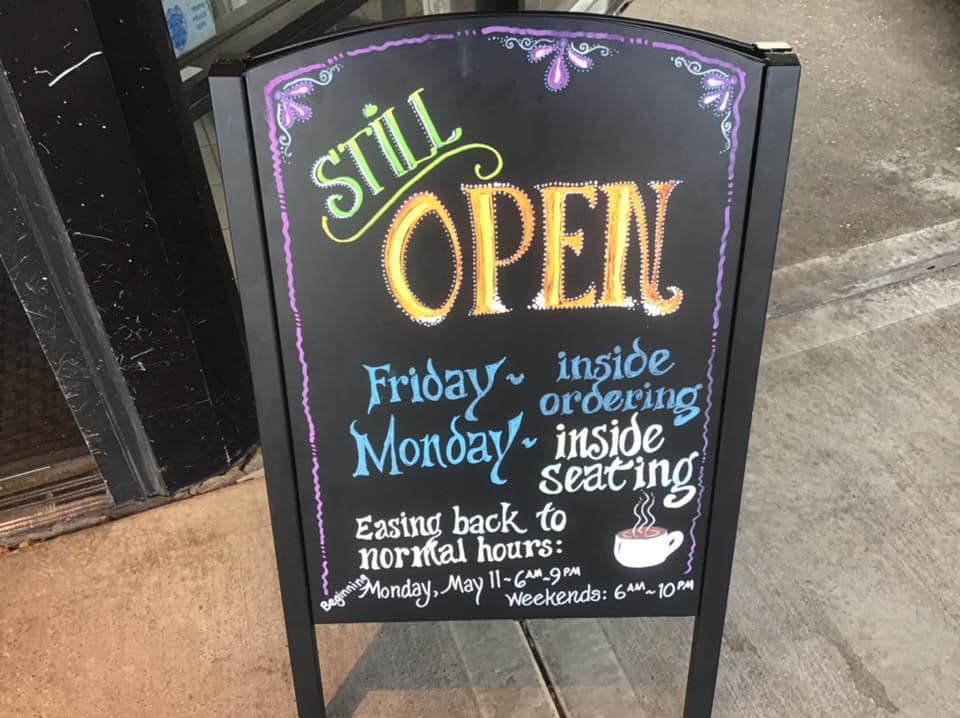 STILL
OPEN
Friday ~ inside
ordering
Monday ~ inside
seating
Easing back to
normal hours:
Beginning Monday, May 11 ~ 6AM ~ 9PM
Weekends: 6AM ~ 10PM